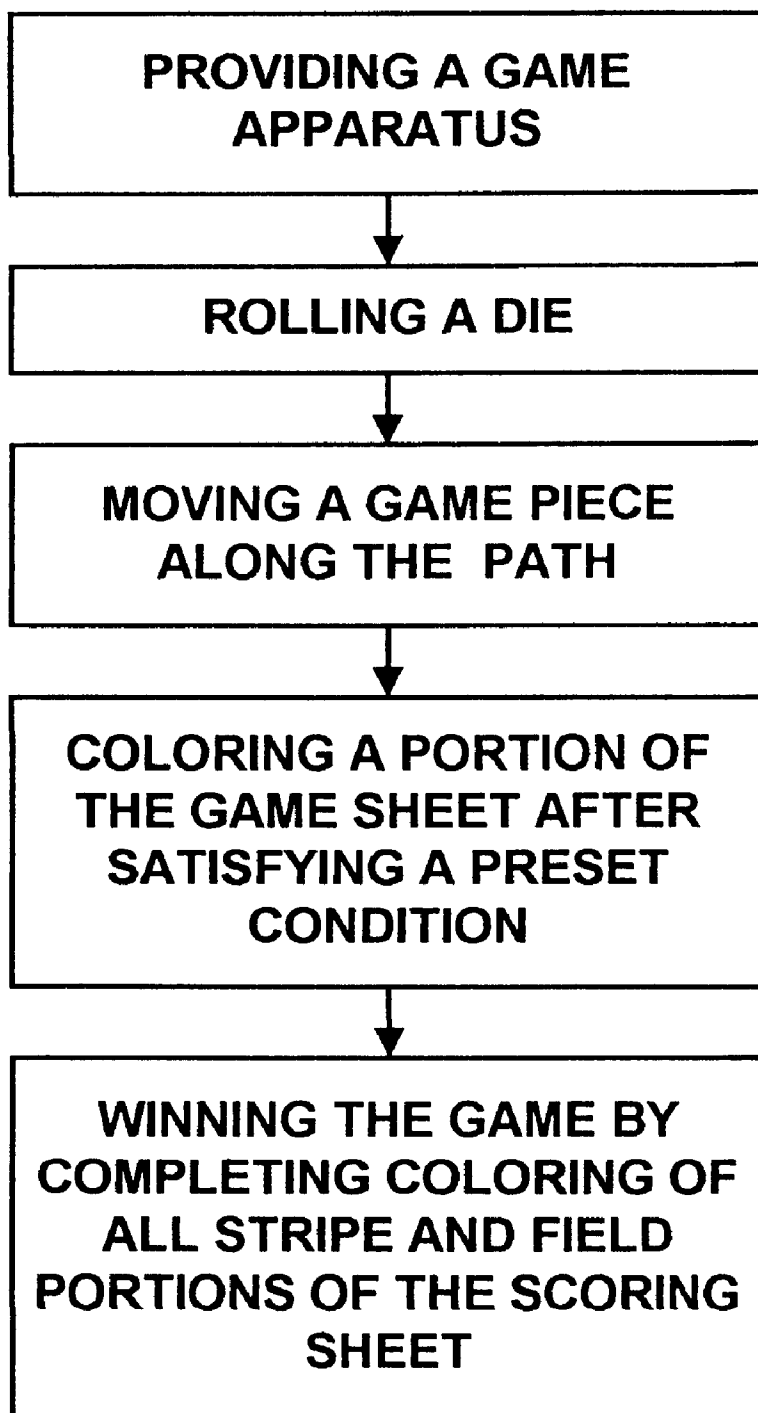 PROVIDING A GAME
APPARATUS
ROLLING A DIE
MOVING A GAME PIECE
ALONG THE PATH
COLORING A PORTION OF
THE GAME SHEET AFTER
SATISFYING A PRESET
CONDITION
WINNING THE GAME BY
COMPLETING COLORING OF
ALL STRIPE AND FIELD
PORTIONS OF THE SCORING
SHEET